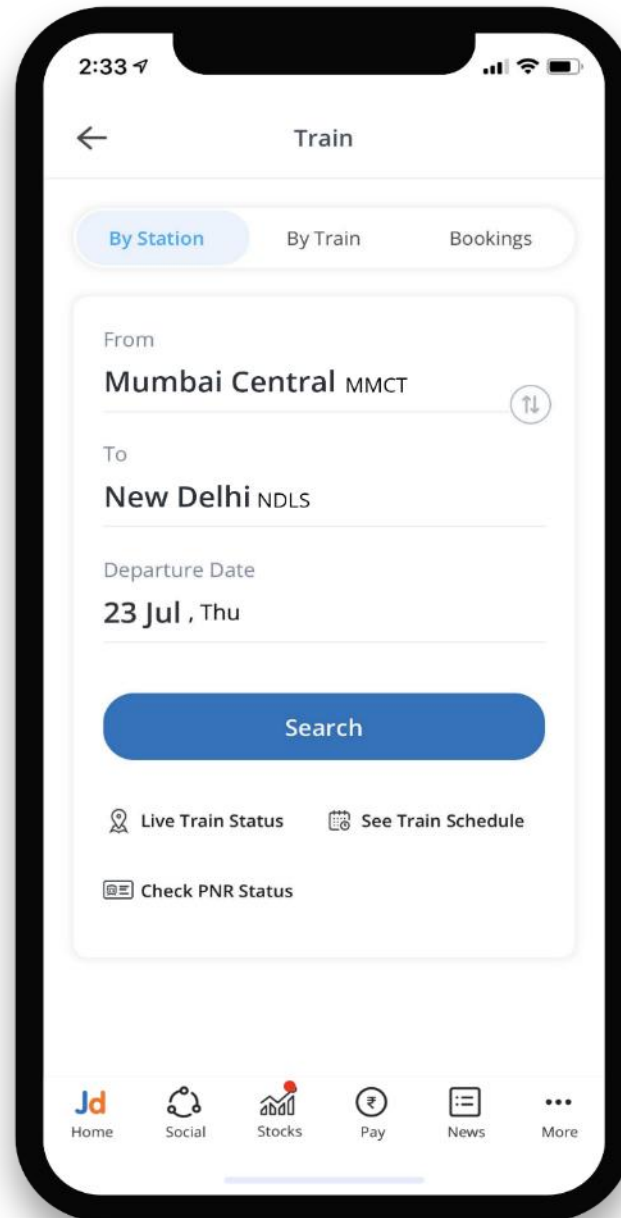 2:33
Train
By Station By Train Bookings
From
Mumbai Central MMCT
To
New Delhi NDLS
Departure Date
23 Jul , Thu
Search
Live Train Status See Train Schedule
Check PNR Status
Jd
Home Social Stocks Pay News More